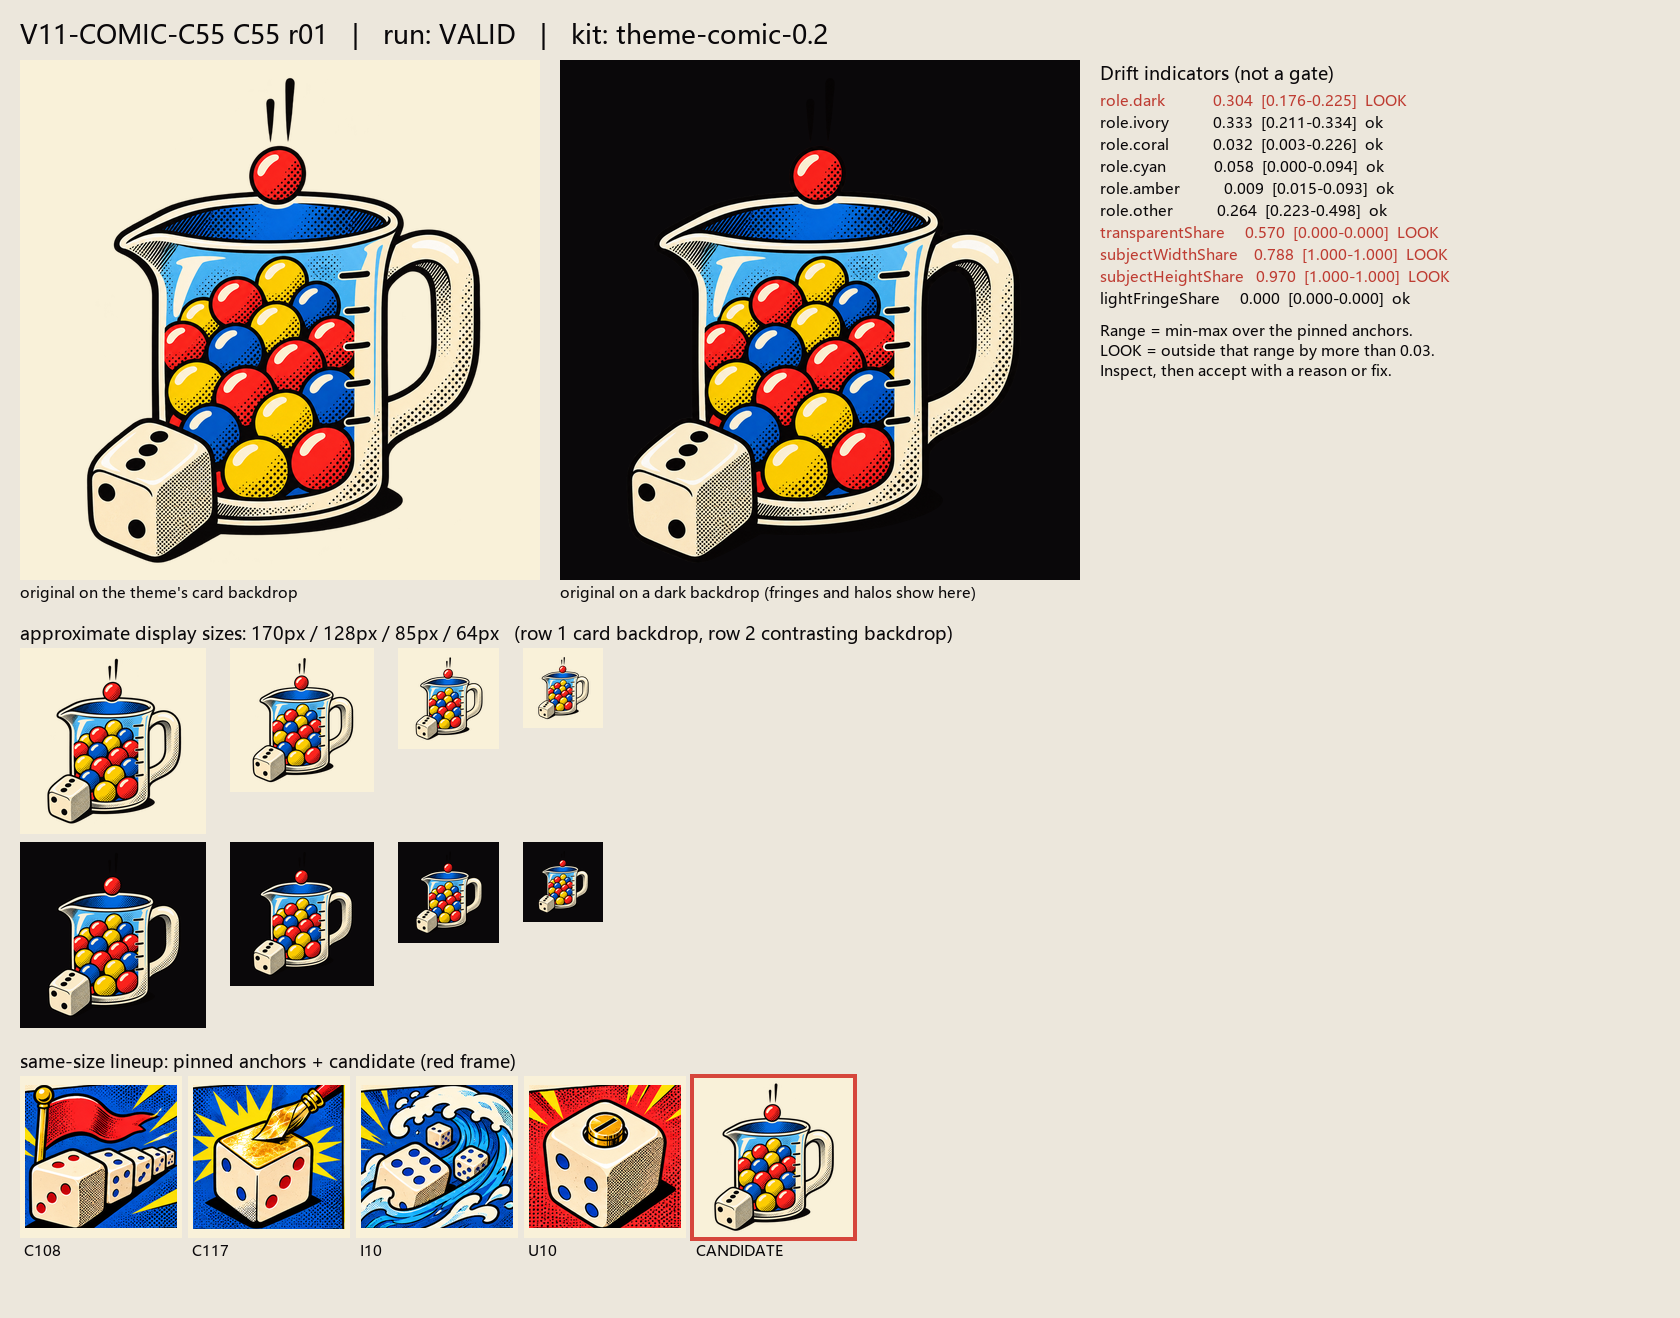 V11-COMIC-C55 C55 r01 | run: VALID | kit: theme-comic-0.2
Drift indicators (not a gate)
role.dark 0.304 [0.176-0.225] LOOK
role.ivory 0.333 [0.211-0.334] ok
role.coral 0.032 [0.003-0.226] ok
role.cyan 0.058 [0.000-0.094] ok
role.amber 0.009 [0.015-0.093] ok
role.other 0.264 [0.223-0.498] ok
transparentShare 0.570 [0.000-0.000] LOOK
subjectWidthShare 0.788 [1.000-1.000] LOOK
subjectHeightShare 0.970 [1.000-1.000] LOOK
lightFringeShare 0.000 [0.000-0.000] ok
Range = min-max over the pinned anchors.
LOOK = outside that range by more than 0.03.
Inspect, then accept with a reason or fix.
original on the theme's card backdrop
original on a dark backdrop (fringes and halos show here)
approximate display sizes: 170px / 128px / 85px / 64px (row 1 card backdrop, row 2 contrasting backdrop)
same-size lineup: pinned anchors + candidate (red frame)
C108
C117
I10
U10
CANDIDATE